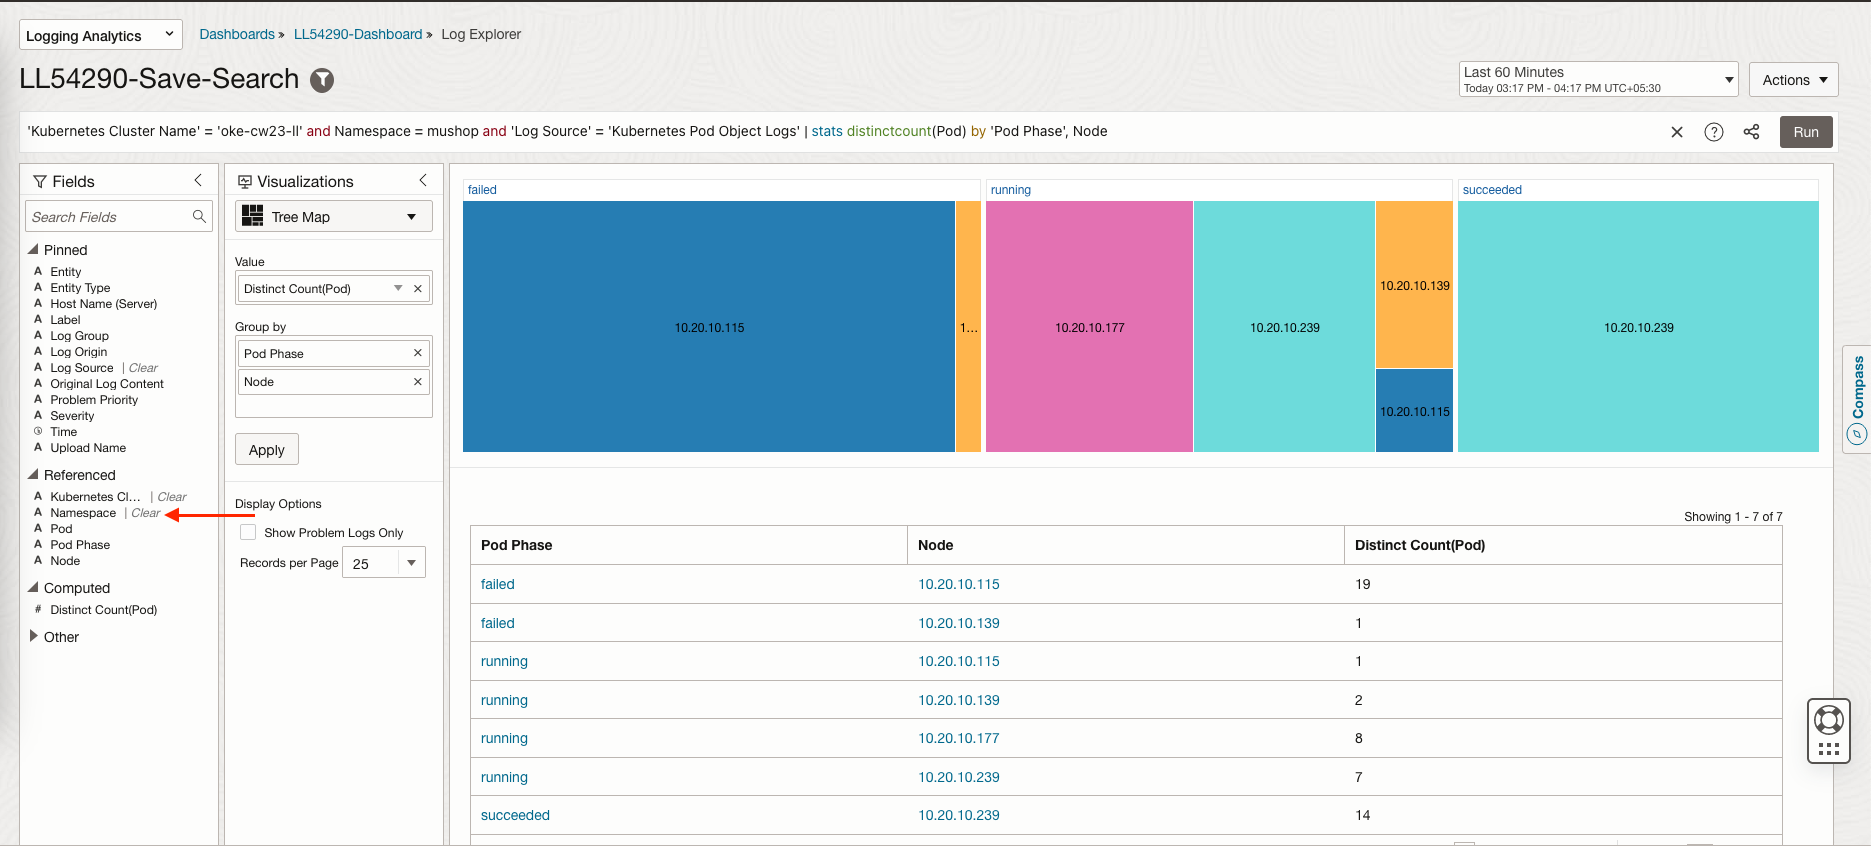 Logging Analytics
Dashboards » LL54290-Dashboard » Log Explorer
LL54290-Save-Search
Last 60 Minutes
Today 03:17 PM - 04:17 PM UTC+05:30
Actions
'Kubernetes Cluster Name' = 'oke-cw23-ll' and Namespace = mushop and 'Log Source' = 'Kubernetes Pod Object Logs' | stats distinctcount(Pod) by 'Pod Phase', Node
Run
Fields
Search Fields
Pinned
A Entity
A Entity Type
A Host Name (Server)
A Label
A Log Group
A Log Origin
A Log Source | Clear
A Original Log Content
A Problem Priority
A Severity
Time
A Upload Name
Referenced
A Kubernetes Cl... | Clear
A Namespace | Clear
A Pod
A Pod Phase
A Node
Computed
# Distinct Count(Pod)
Other
Visualizations
Tree Map
Value
Distinct Count(Pod)
Group by
Pod Phase
Node
Apply
Display Options
Show Problem Logs Only
Records per Page 25
failed
10.20.10.115
1...
running
10.20.10.177
10.20.10.239
10.20.10.139
10.20.10.115
succeeded
10.20.10.239
Showing 1 - 7 of 7
Pod Phase Node Distinct Count(Pod)
failed 10.20.10.115 19
failed 10.20.10.139 1
running 10.20.10.115 1
running 10.20.10.139 2
running 10.20.10.177 8
running 10.20.10.239 7
succeeded 10.20.10.239 14
Compass